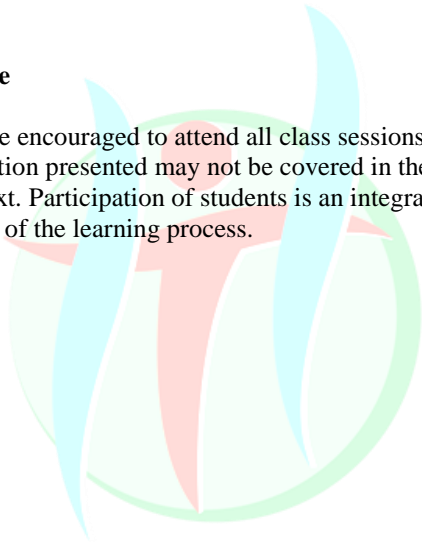 e
e encouraged to attend all class sessions
tion presented may not be covered in the
xt. Participation of students is an integra
of the learning process.